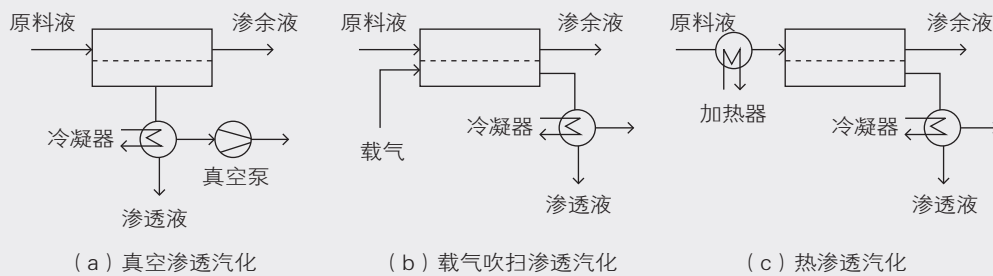 原料液 渗余液
冷凝器
真空泵
渗透液
(a)真空渗透汽化
原料液 渗余液
冷凝器
载气
渗透液
(b)载气吹扫渗透汽化
原料液 渗余液
加热器
冷凝器
渗透液
(c)热渗透汽化